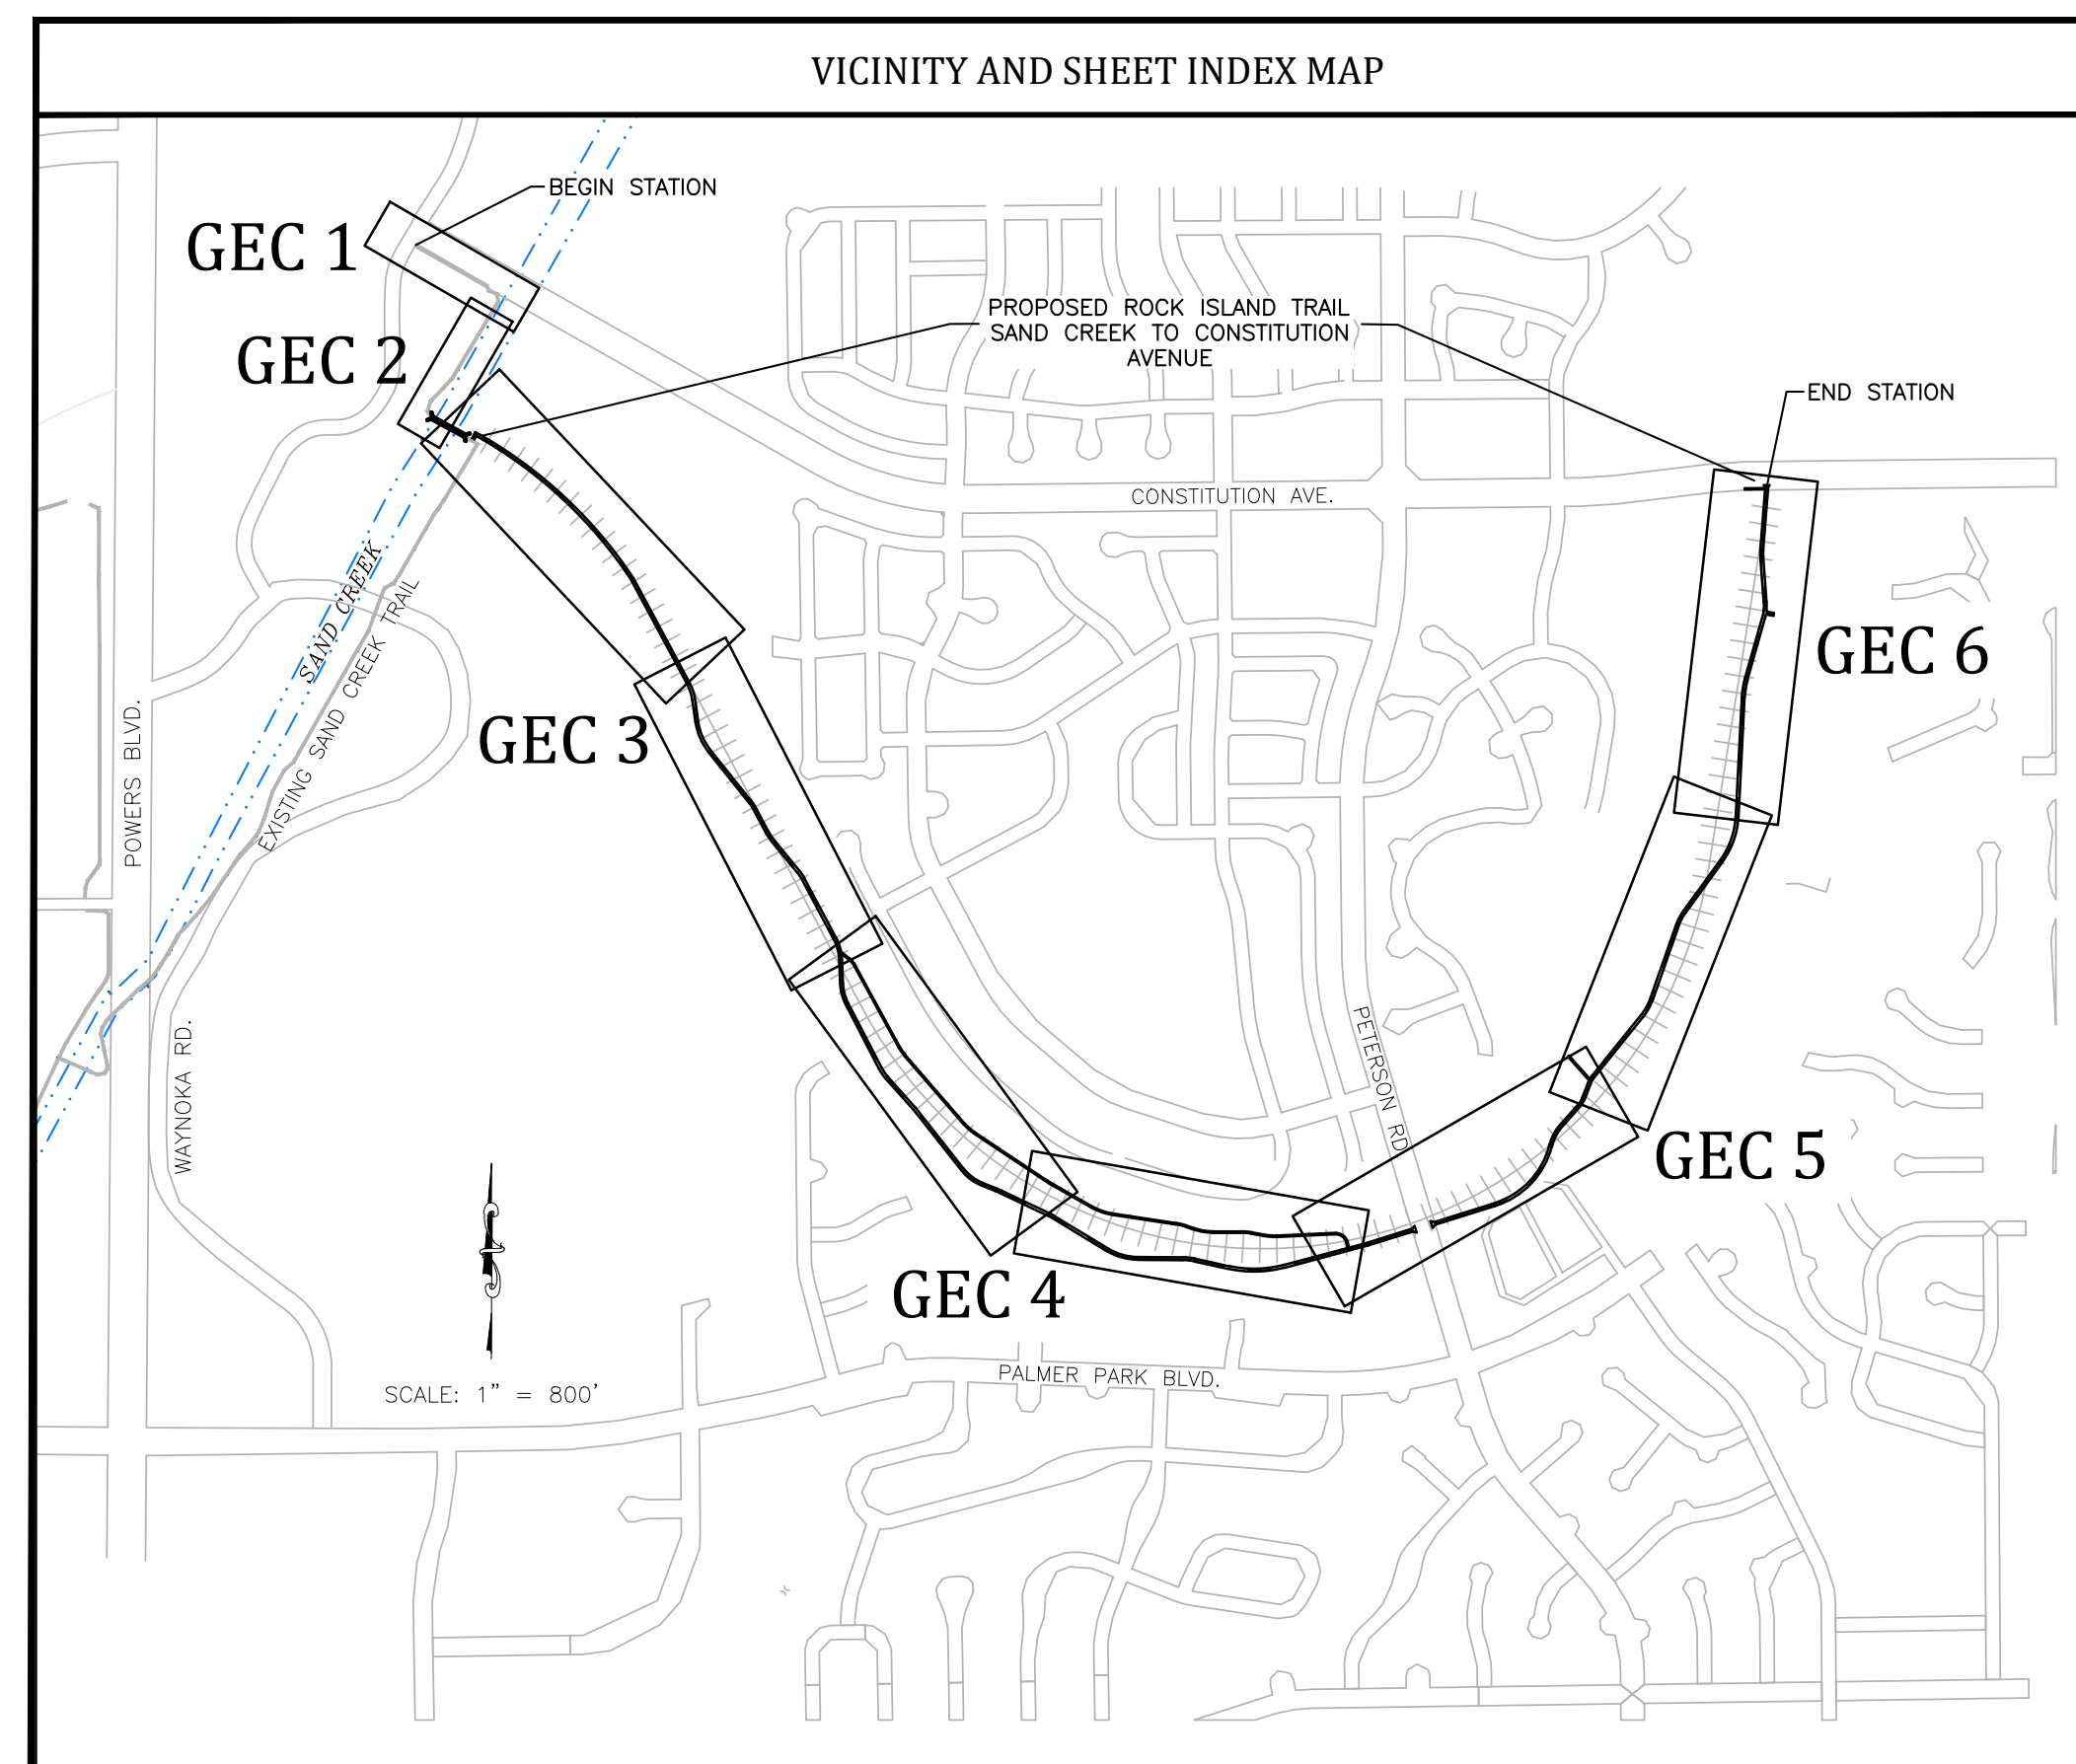 VICINITY AND SHEET INDEX MAP
BEGIN STATION
GEC 1
PROPOSED ROCK ISLAND TRAIL
SAND CREEK TO CONSTITUTION
AVENUE
GEC 2
END STATION
CONSTITUTION AVE.
SAND CREEK
EXISTING SAND CREEK TRAIL
GEC 6
POWERS BLVD.
GEC 3
WAYNOKA RD.
PETERSON RD
GEC 5
GEC 4
PALMER PARK BLVD.
SCALE: 1" = 800'